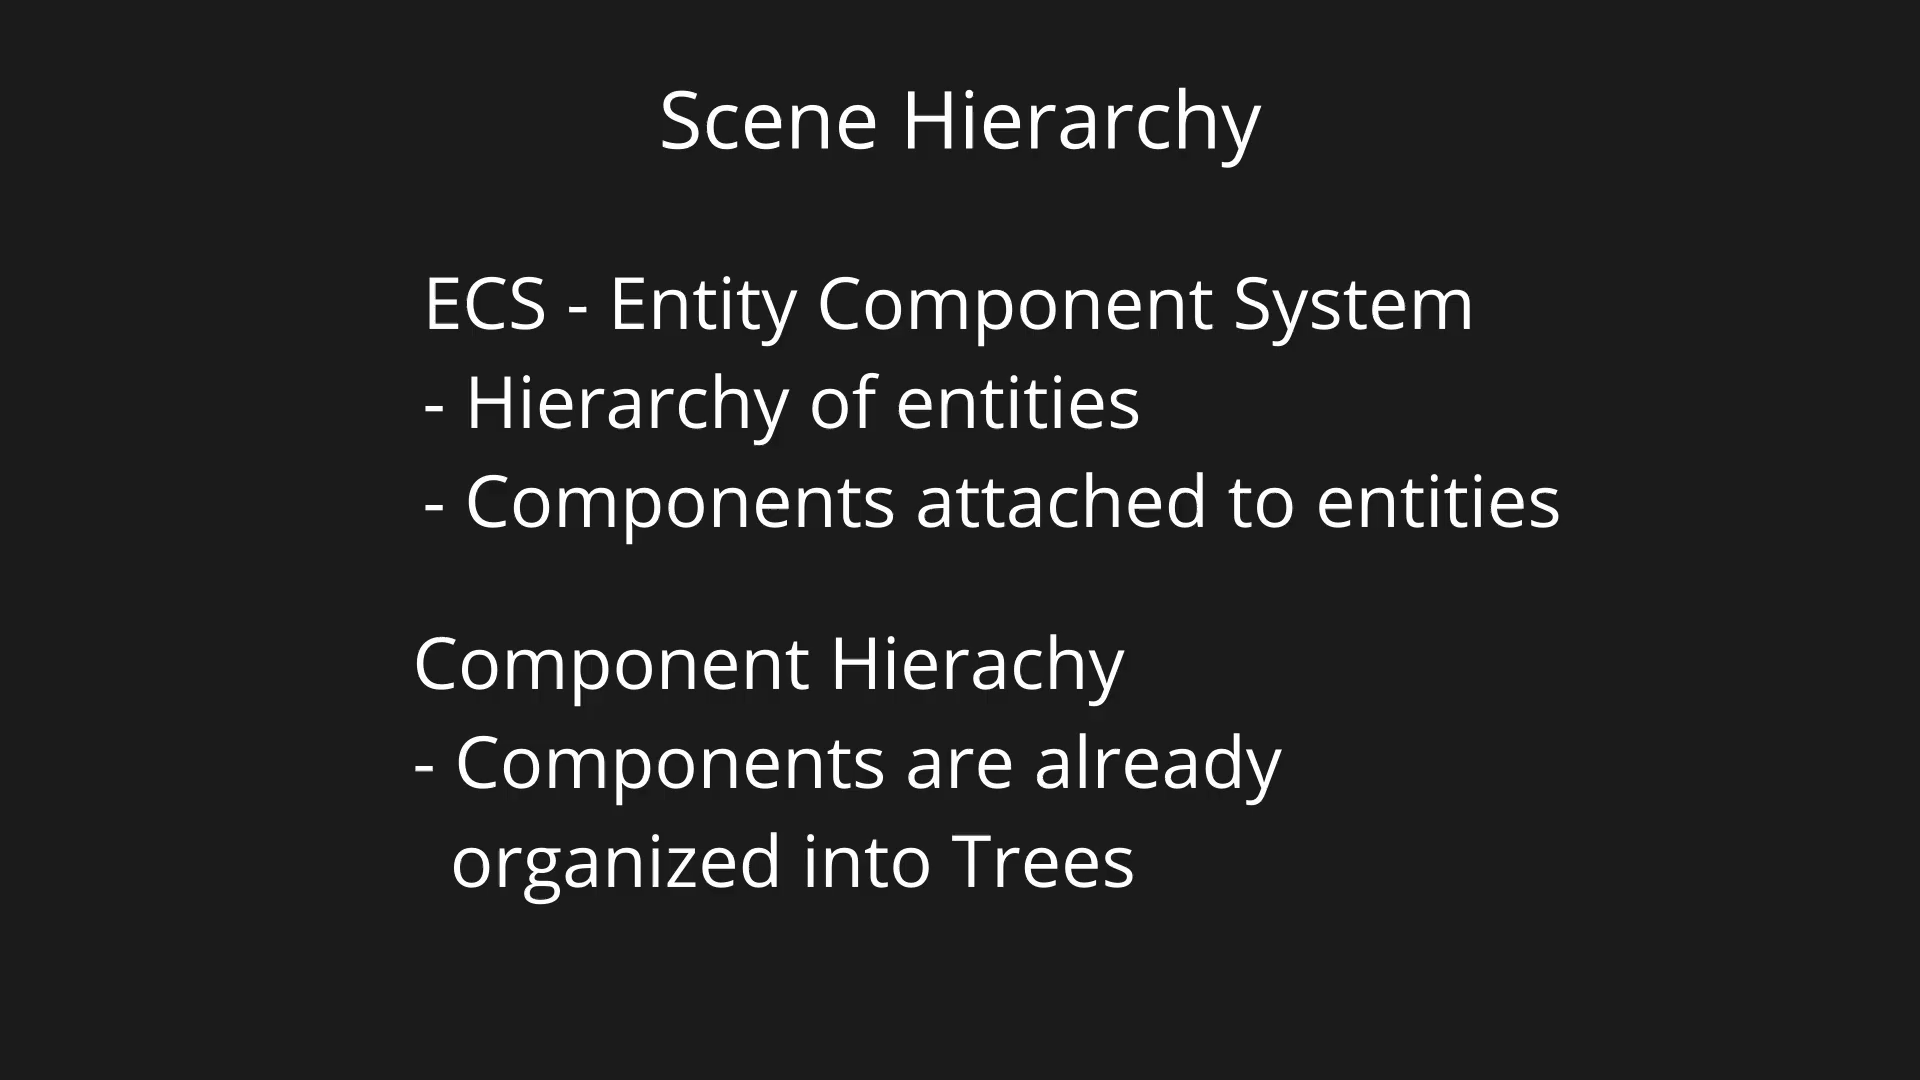 Scene Hierarchy
ECS - Entity Component System
- Hierarchy of entities
- Components attached to entities
Component Hierachy
- Components are already
organized into Trees